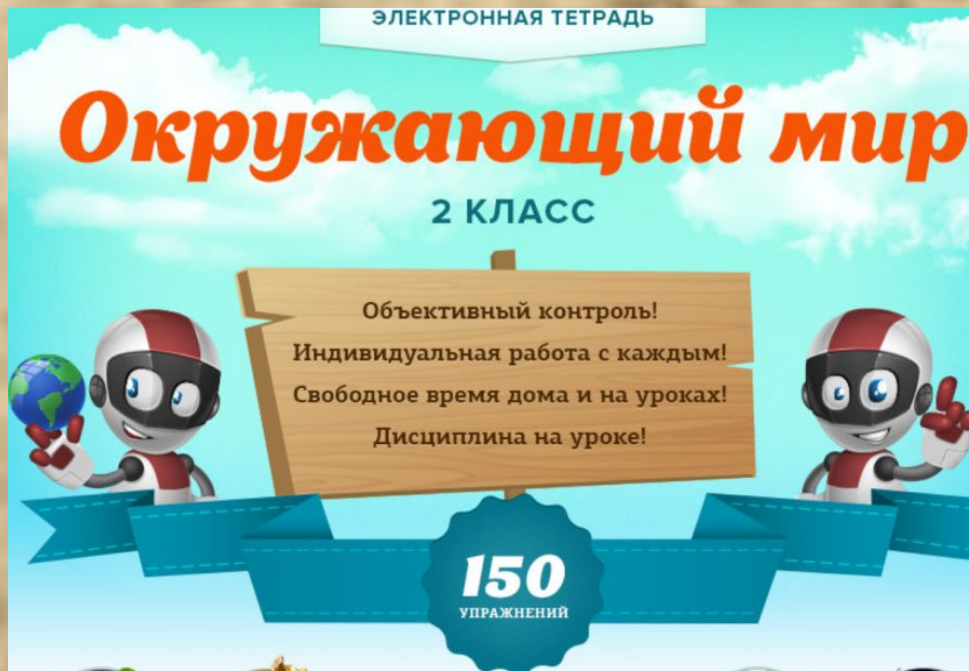 ЭЛЕКТРОННАЯ ТЕТРАДЬ
Окружающий мир
2 КЛАСС
Объективный контроль!
Индивидуальная работа с каждым!
Свободное время дома и на уроках!
Дисциплина на уроке!
150
УПРАЖНЕНИЙ